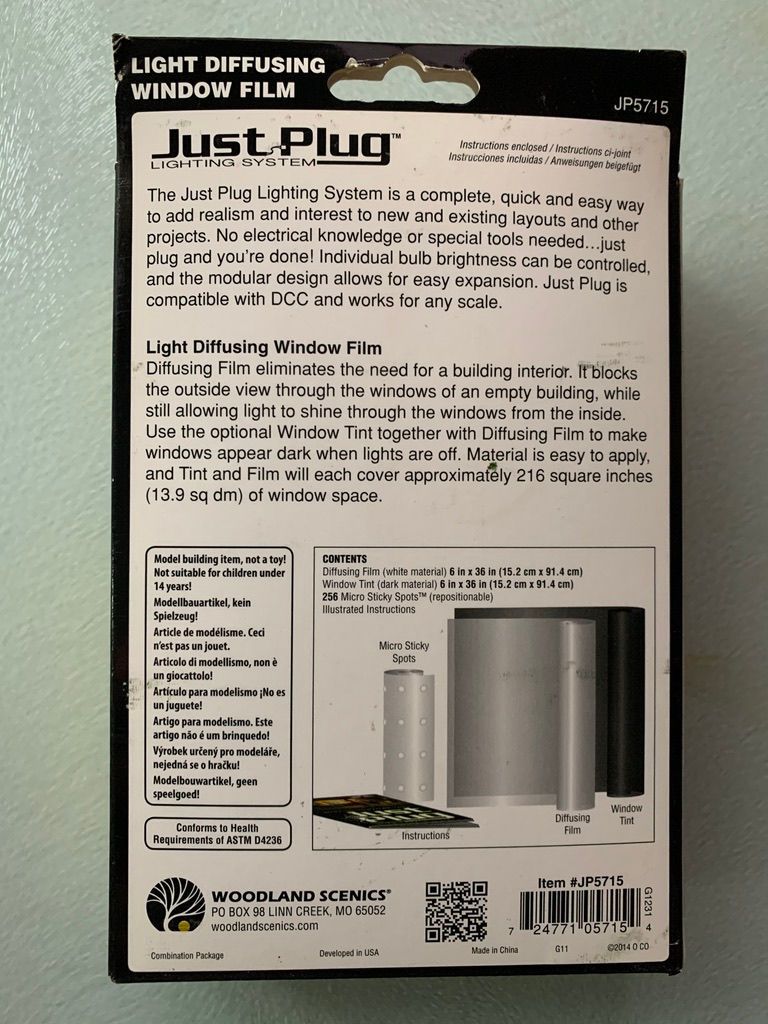 LIGHT DIFFUSING
WINDOW FILM
JP5715
Just Plug™
LIGHTING SYSTEM
Instructions enclosed / Instructions ci-joint
Instrucciones incluidas / Anweisungen beigefügt
The Just Plug Lighting System is a complete, quick and easy way
to add realism and interest to new and existing layouts and other
projects. No electrical knowledge or special tools needed...just
plug and you're done! Individual bulb brightness can be controlled,
and the modular design allows for easy expansion. Just Plug is
compatible with DCC and works for any scale.
Light Diffusing Window Film
Diffusing Film eliminates the need for a building interior. It blocks
the outside view through the windows of an empty building, while
still allowing light to shine through the windows from the inside.
Use the optional Window Tint together with Diffusing Film to make
windows appear dark when lights are off. Material is easy to apply,
and Tint and Film will each cover approximately 216 square inches
(13.9 sq dm) of window space.
Model building item, not a toy!
Not suitable for children under
14 years!
Modellbauartikel, kein
Spielzeug!
Article de modélisme. Ceci
n'est pas un jouet.
Articolo di modellismo, non è
un giocattolo!
Artículo para modelismo ¡No es
un juguete!
Artigo para modelismo. Este
artigo não é um brinquedo!
Výrobek určený pro modeláře,
nejedná se o hračku!
Modelbouwartikel, geen
speelgoed!
Conforms to Health
Requirements of ASTM D4236
CONTENTS
Diffusing Film (white material) 6 in x 36 in (15.2 cm x 91.4 cm)
Window Tint (dark material) 6 in x 36 in (15.2 cm x 91.4 cm)
256 Micro Sticky Spots™ (repositionable)
Illustrated Instructions
Micro Sticky
Spots
Instructions
Diffusing
Film
Window
Tint
WOODLAND SCENICS®
PO BOX 98 LINN CREEK, MO 65052
woodlandscenics.com
Item #JP5715
7 24771 05715 4
G1231
Combination Package
Developed in USA
Made in China
G11
©2014 O CO